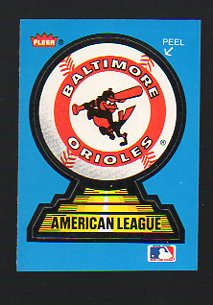 FLEER
PEEL
BALTIMORE
ORIOLES
®
AMERICAN LEAGUE